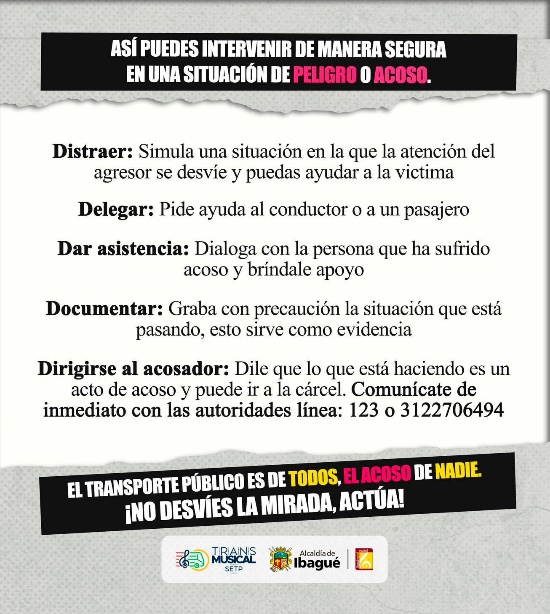 ASÍ PUEDES INTERVENIR DE MANERA SEGURA
EN UNA SITUACIÓN DE PELIGRO O ACOSO.
Distraer: Simula una situación en la que la atención del
agresor se desvíe y puedas ayudar a la victima
Delegar: Pide ayuda al conductor o a un pasajero
Dar asistencia: Dialoga con la persona que ha sufrido
acoso y bríndale apoyo
Documentar: Graba con precaución la situación que está
pasando, esto sirve como evidencia
Dirigirse al acosador: Dile que lo que está haciendo es un
acto de acoso y puede ir a la cárcel. Comunícate de
inmediato con las autoridades línea: 123 o 3122706494
EL TRANSPORTE PÚBLICO ES DE TODOS, EL ACOSO DE NADIE.
¡NO DESVÍES LA MIRADA, ACTÚA!
TRANS
MUSICAL
SETP
Alcaldía de
Ibagué